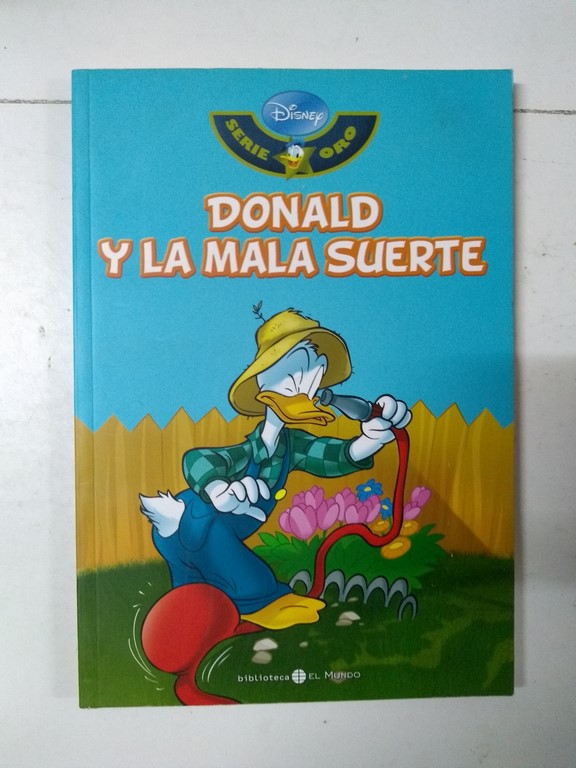 Disney
SERIE ORO
DONALD
Y LA MALA SUERTE
biblioteca EL MUNDO